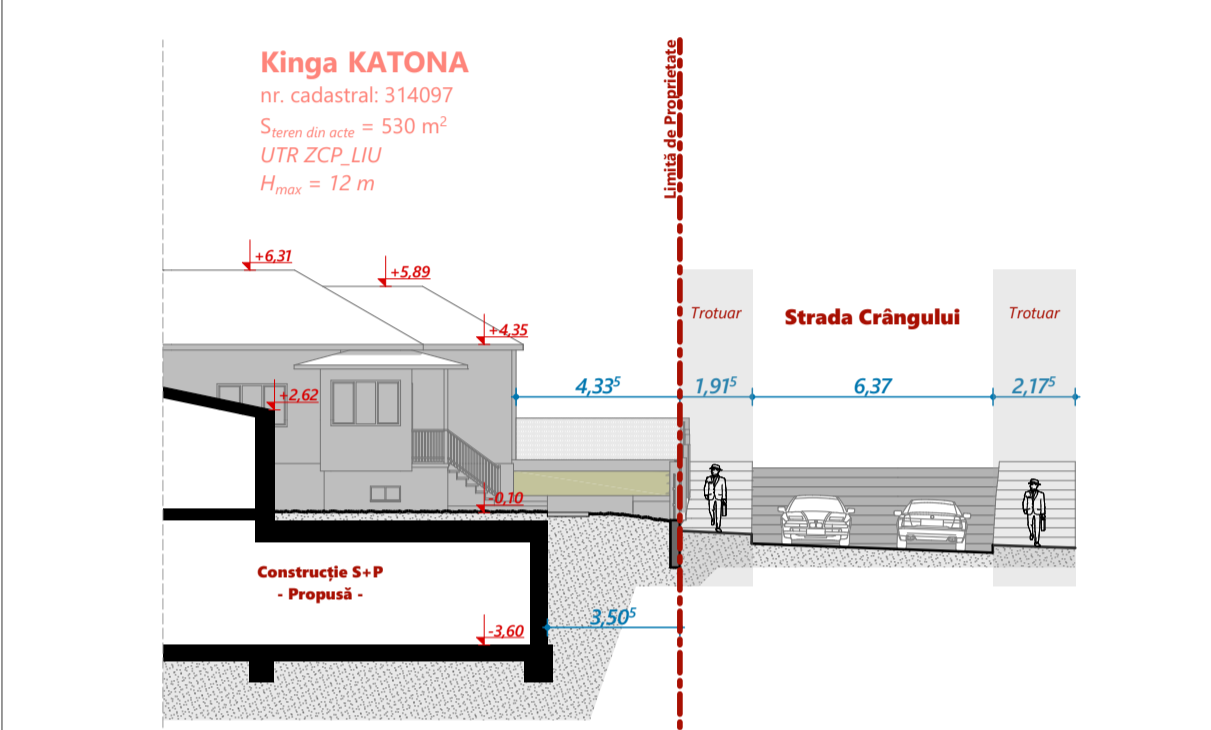 Kinga KATONA
nr. cadastral: 314097
S teren din acte = 530 m²
UTR ZCP_LIU
H max = 12 m
Limită de Proprietate
+6,31
+5,89
+4,35
+2,62
Trotuar
Strada Crângului
Trotuar
4,33⁵
1,91⁵
6,37
2,17⁵
-0,10
Construcție S+P
- Propusă -
3,50⁵
-3,60